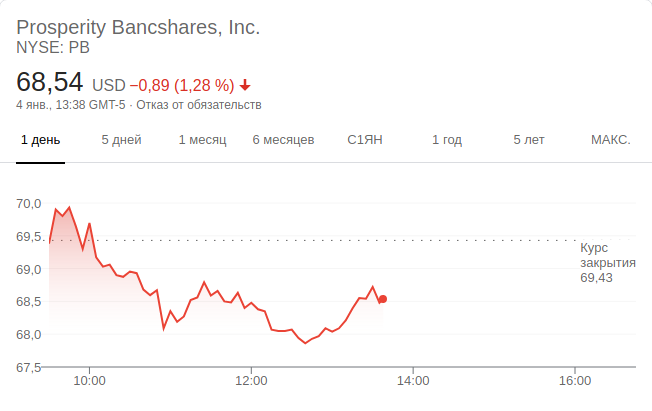 Prosperity Bancshares, Inc.
NYSE: PB
68,54 USD −0,89 (1,28 %)
4 янв., 13:38 GMT-5 · Отказ от обязательств
1 день 5 дней 1 месяц 6 месяцев С1ЯН 1 год 5 лет МАКС.
70,0
69,5
Курс
закрытия
69,43
69,0
68,5
68,0
67,5
10:00 12:00 14:00 16:00